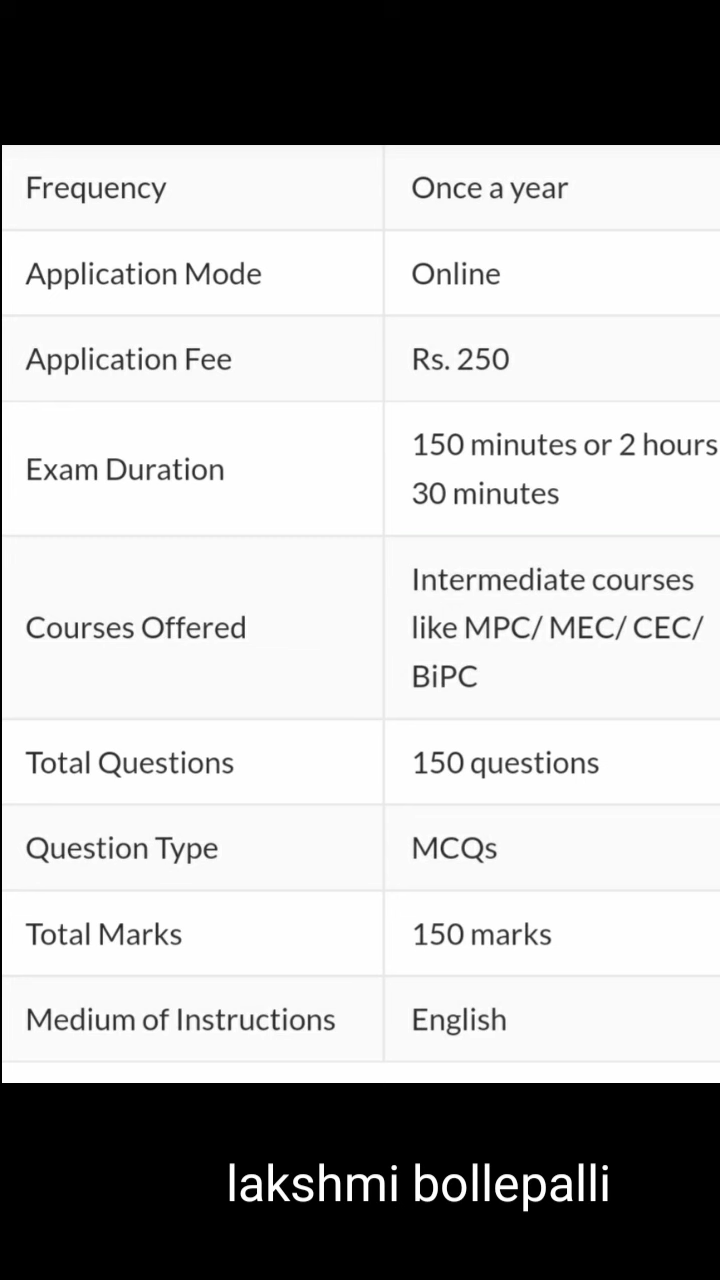 Frequency Once a year
Application Mode Online
Application Fee Rs. 250
Exam Duration 150 minutes or 2 hours
30 minutes
Courses Offered Intermediate courses
like MPC/ MEC/ CEC/
BiPC
Total Questions 150 questions
Question Type MCQs
Total Marks 150 marks
Medium of Instructions English
lakshmi bollepalli